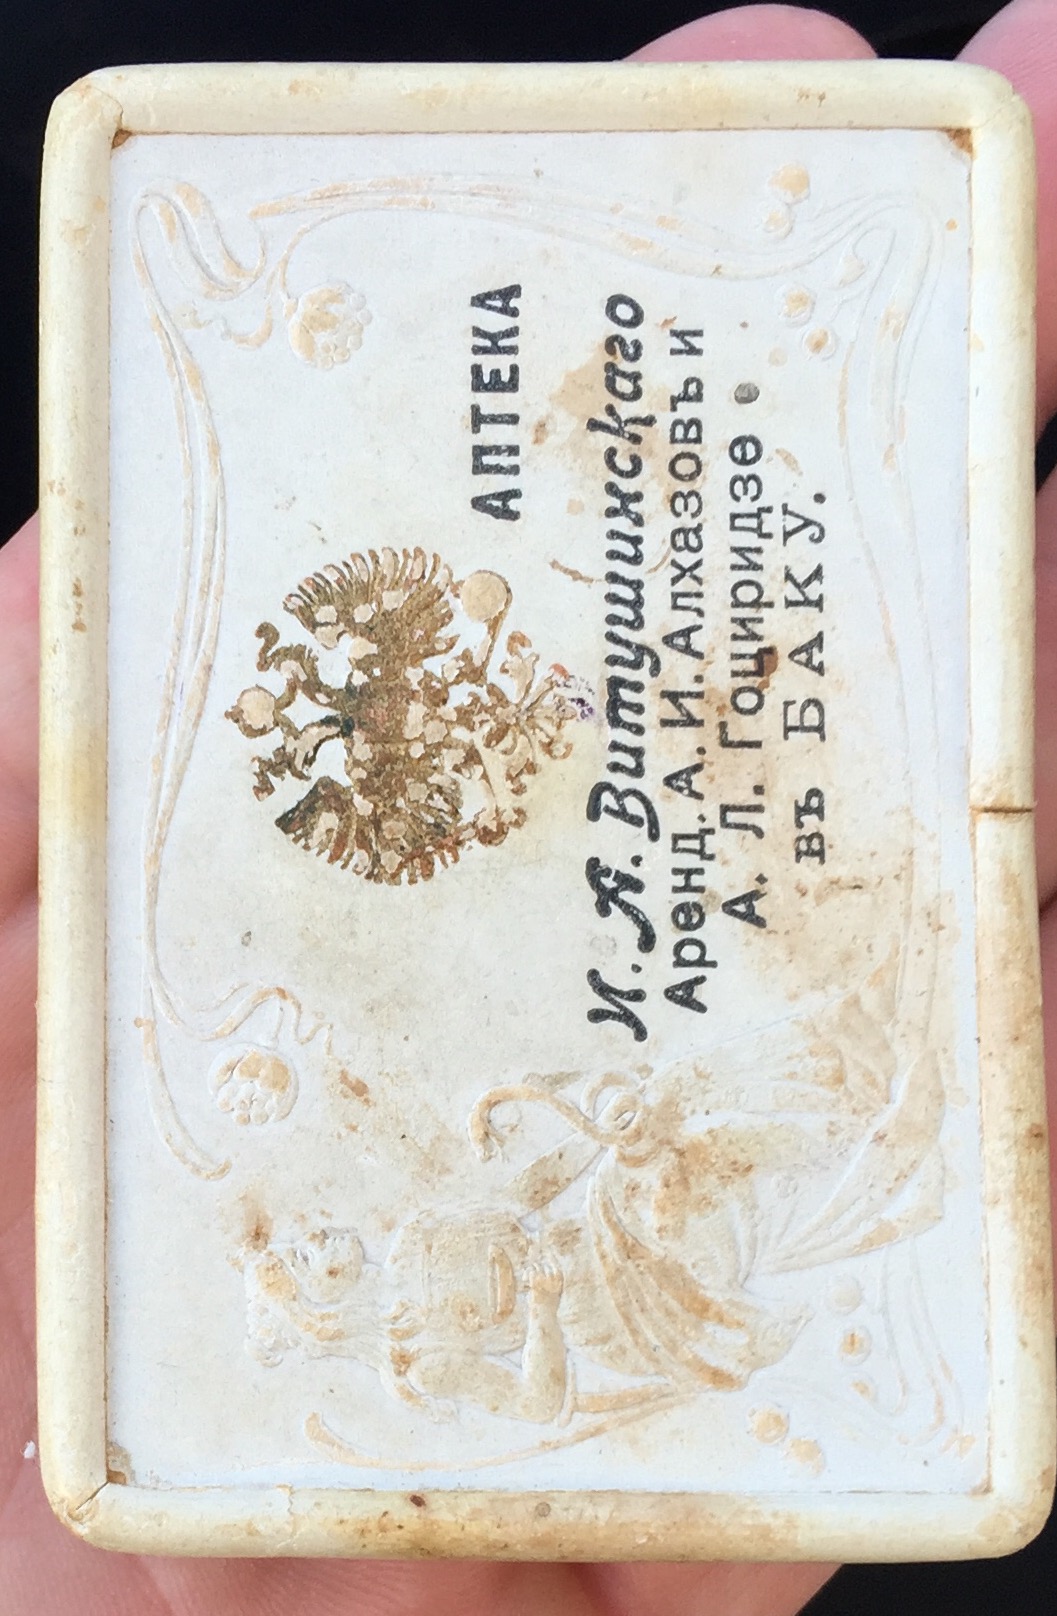 АПТЕКА
И. А. Витушинскаго
Аренд. А. И. Алхазовъ и
А. Л. Гоциридзе
въ БАКУ.